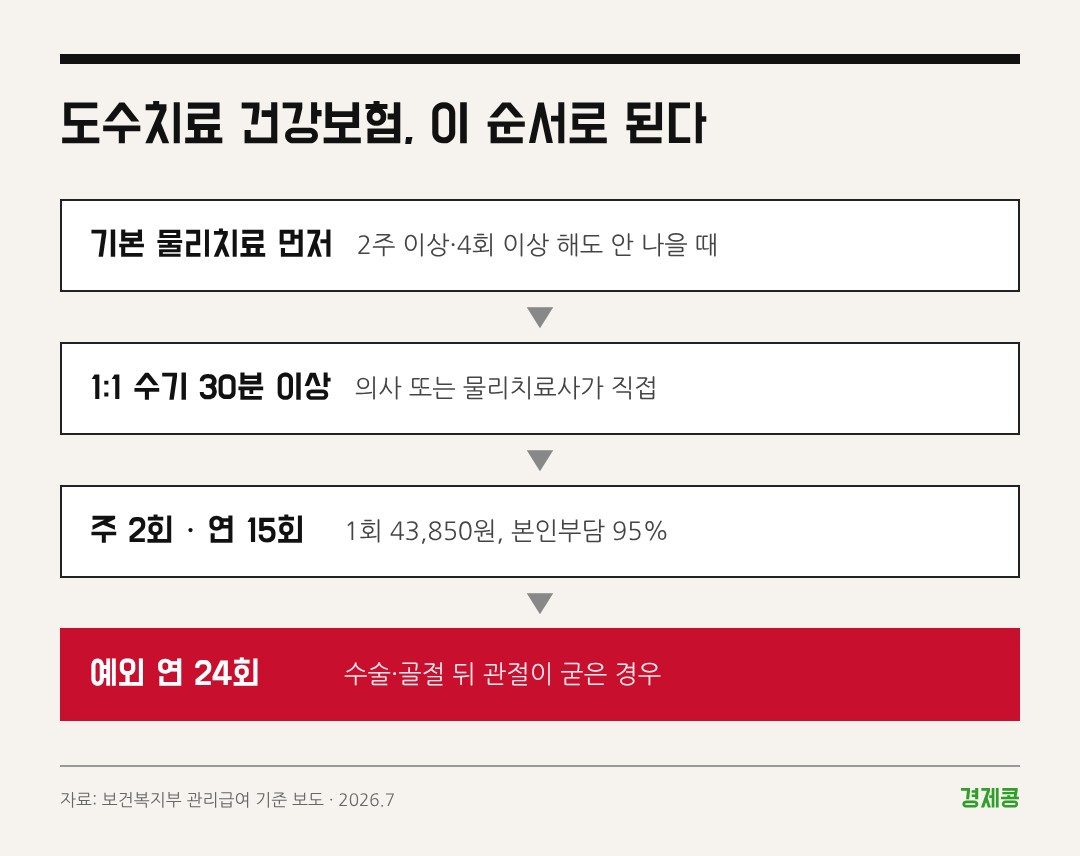 도수치료 건강보험, 이 순서로 된다
기본 물리치료 먼저 2주 이상·4회 이상 해도 안 나을 때
1:1 수기 30분 이상 의사 또는 물리치료사가 직접
주 2회 · 연 15회 1회 43,850원, 본인부담 95%
예외 연 24회 수술·골절 뒤 관절이 굳은 경우
자료: 보건복지부 관리급여 기준 보도 · 2026.7
경제콩